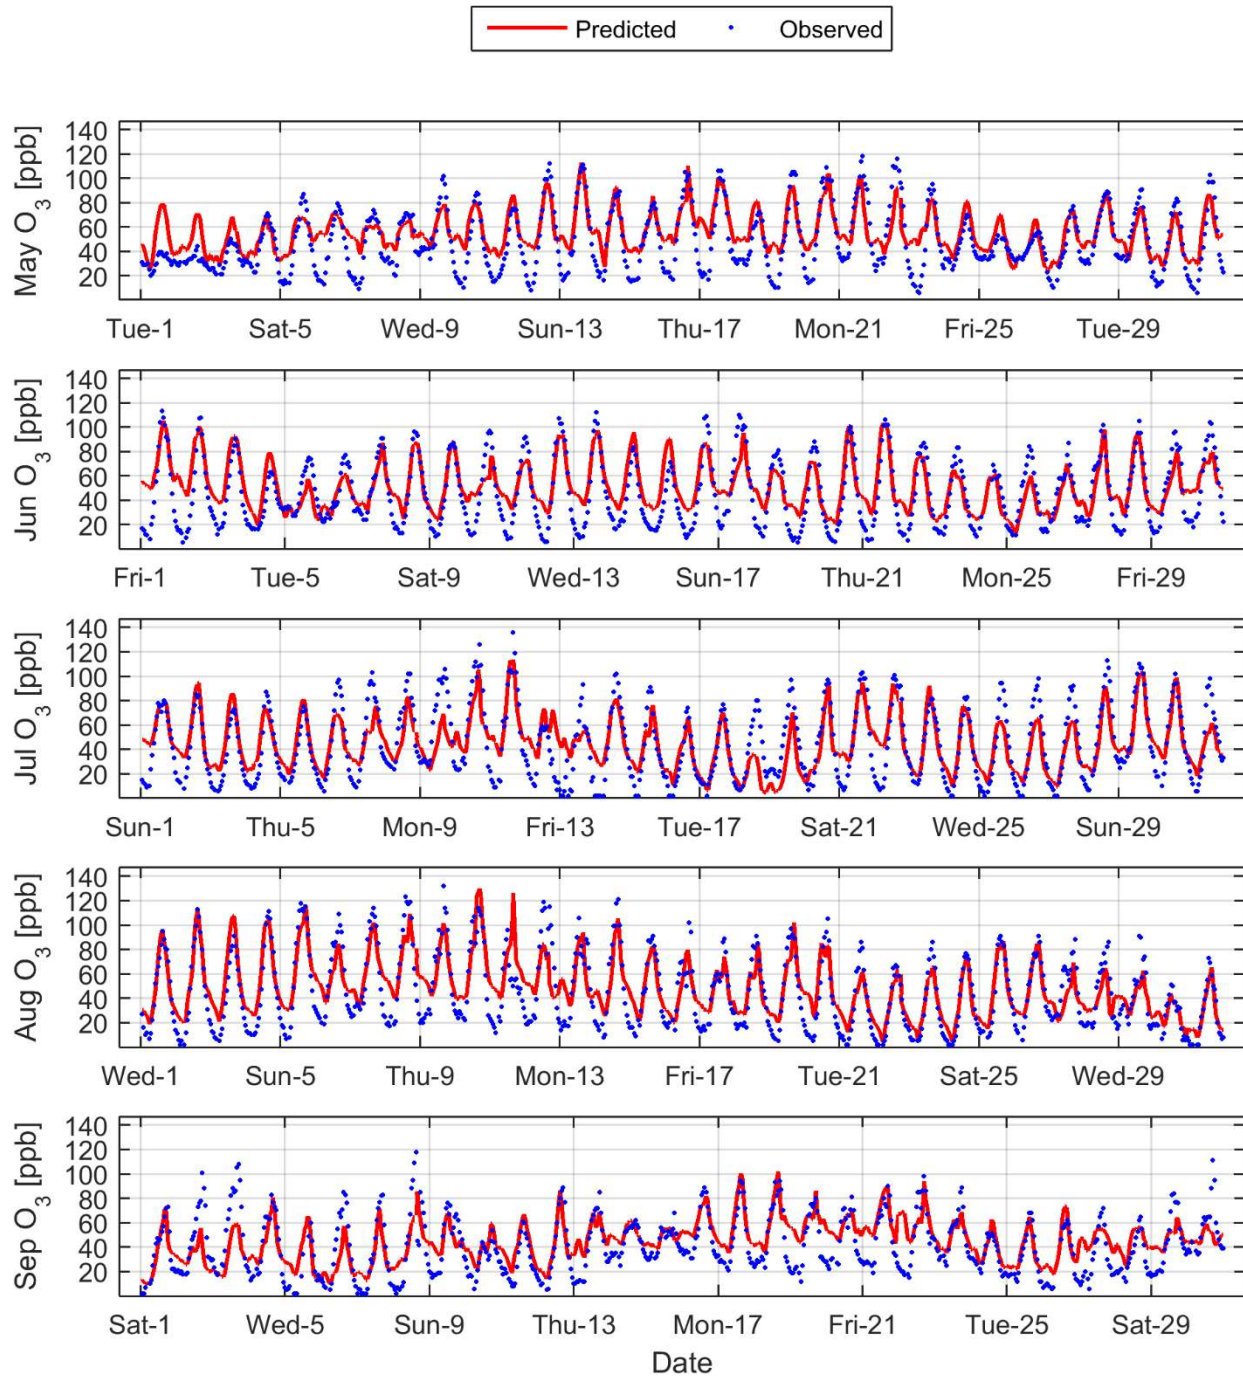 Predicted Observed
May O3 [ppb]
140
120
100
80
60
40
20
Tue-1 Sat-5 Wed-9 Sun-13 Thu-17 Mon-21 Fri-25 Tue-29
Jun O3 [ppb]
140
120
100
80
60
40
20
Fri-1 Tue-5 Sat-9 Wed-13 Sun-17 Thu-21 Mon-25 Fri-29
Jul O3 [ppb]
140
120
100
80
60
40
20
Sun-1 Thu-5 Mon-9 Fri-13 Tue-17 Sat-21 Wed-25 Sun-29
Aug O3 [ppb]
140
120
100
80
60
40
20
Wed-1 Sun-5 Thu-9 Mon-13 Fri-17 Tue-21 Sat-25 Wed-29
Sep O3 [ppb]
140
120
100
80
60
40
20
Sat-1 Wed-5 Sun-9 Thu-13 Mon-17 Fri-21 Tue-25 Sat-29
Date